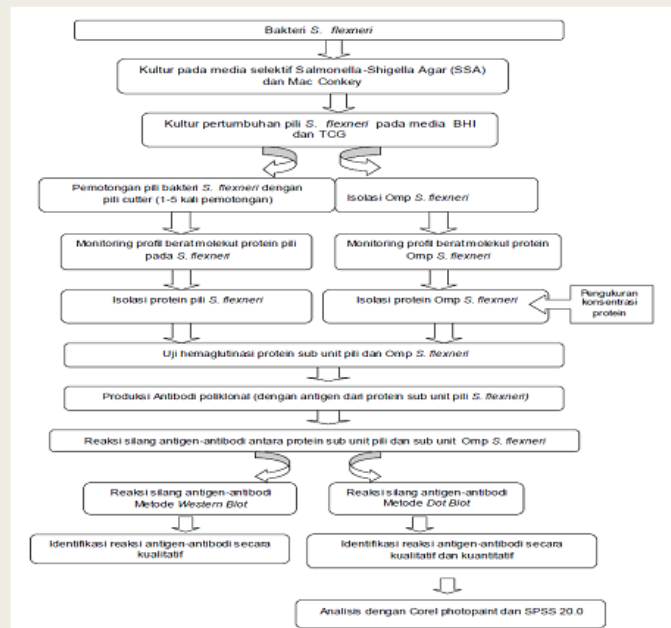 Bakteri S. flexneri
Kultur pada media selektif Salmonella-Shigella Agar (SSA)
dan Mac Conkey
Kultur pertumbuhan pili S. flexneri pada media BHI
dan TCG
Pemotongan pili bakteri S. flexneri dengan
pili cutter (1-5 kali pemotongan)
Isolasi Omp S. flexneri
Monitoring profil berat molekul protein pili
pada S. flexneri
Monitoring profil berat molekul protein
Omp S. flexneri
Isolasi protein pili S. flexneri
Isolasi protein Omp S. flexneri
Pengukuran
konsentrasi
protein
Uji hemaglutinasi protein sub unit pili dan Omp S. flexneri
Produksi Antibodi poliklonal (dengan antigen dari protein sub unit pili S. flexneri)
Reaksi silang antigen-antibodi antara protein sub unit pili dan sub unit Omp S. flexneri
Reaksi silang antigen-antibodi
Metode Western Blot
Reaksi silang antigen-antibodi
Metode Dot Blot
Identifikasi reaksi antigen-antibodi secara
kualitatif
Identifikasi reaksi antigen-antibodi secara
kualitatif dan kuantitatif
Analisis dengan Corel photopaint dan SPSS 20.0